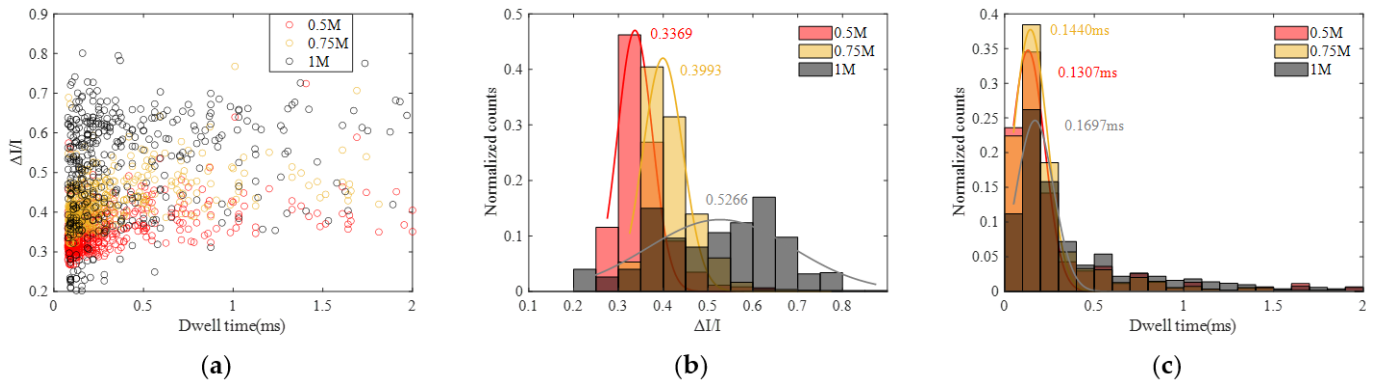 0.5M
0.75M
1M
0.9
0.8
0.7
0.6
0.5
0.4
0.3
0.2
0 0.5 1 1.5 2
ΔI/I
Dwell time(ms)
(a)
0.5M
0.75M
1M
0.3369
0.3993
0.5266
0.5
0.4
0.3
0.2
0.1
0
0.1 0.2 0.3 0.4 0.5 0.6 0.7 0.8
Normalized counts
ΔI/I
(b)
0.5M
0.75M
1M
0.1440ms
0.1307ms
0.1697ms
0.4
0.35
0.3
0.25
0.2
0.15
0.1
0.05
0
0 0.5 1 1.5 2
Normalized counts
Dwell time(ms)
(c)